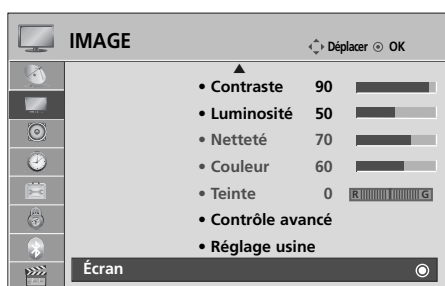 IMAGE
Déplacer OK
• Contraste 90
• Luminosité 50
• Netteté 70
• Couleur 60
• Teinte 0 R G
• Contrôle avancé
• Réglage usine
Écran